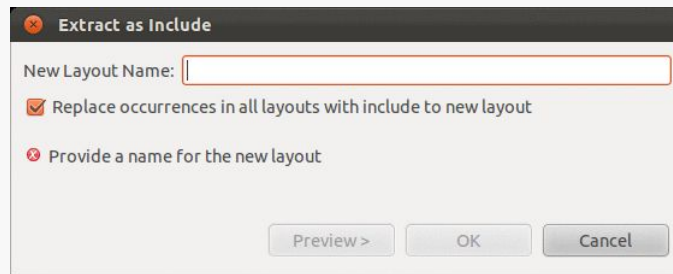 Extract as Include
New Layout Name:
Replace occurrences in all layouts with include to new layout
Provide a name for the new layout
Preview > OK Cancel